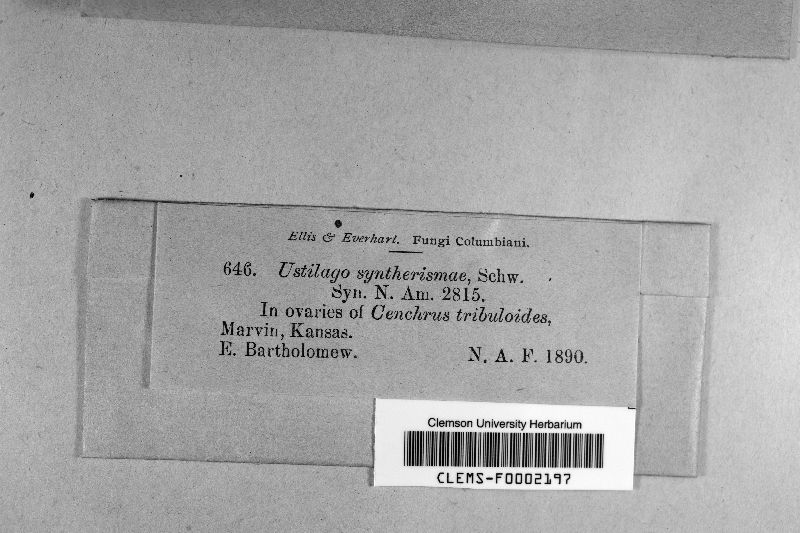 Ellis & Everhart. Fungi Columbiani.
646. Ustilago syntherismae, Schw.
Syn. N. Am. 2815.
In ovaries of Cenchrus tribuloides,
Marvin, Kansas.
E. Bartholomew. N. A. F. 1890.
Clemson University Herbarium
CLEMS-F0002197